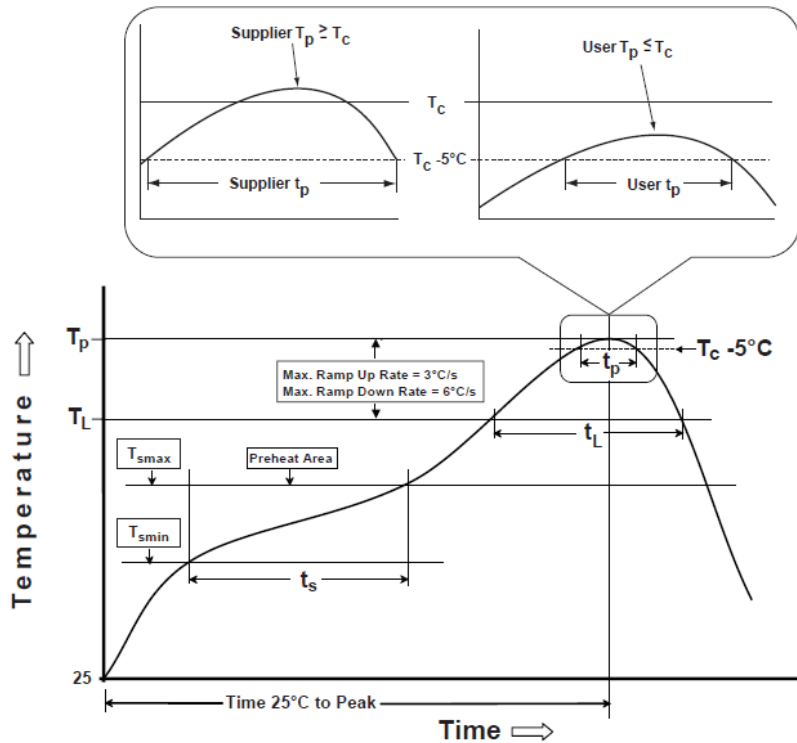 Supplier Tp ≥ Tc
User Tp ≤ Tc
Tc
Tc -5°C
Supplier tp
User tp
Tp
Tc -5°C
tp
Max. Ramp Up Rate = 3°C/s
Max. Ramp Down Rate = 6°C/s
TL
tL
Tsmax
Preheat Area
Tsmin
ts
Temperature
25
Time 25°C to Peak
Time